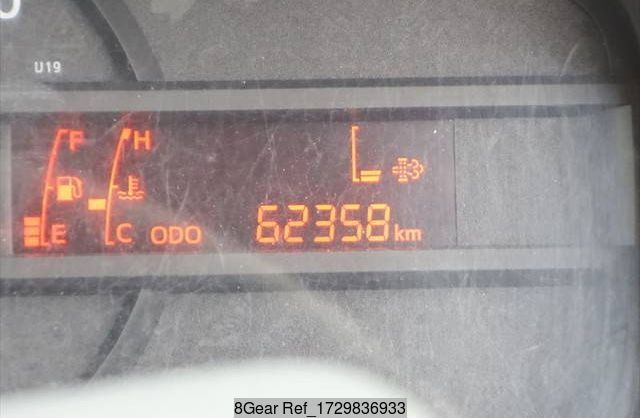 U19
F H
E C ODO 62358 km
8Gear Ref_1729836933